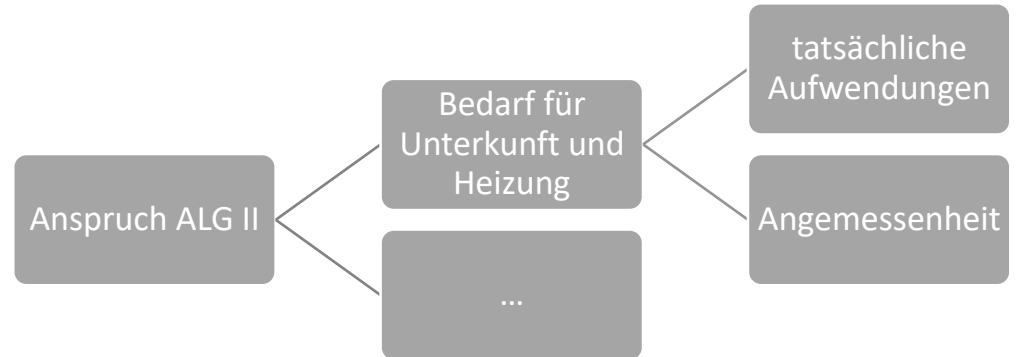 Anspruch ALG II
Bedarf für
Unterkunft und
Heizung
...
tatsächliche
Aufwendungen
Angemessenheit